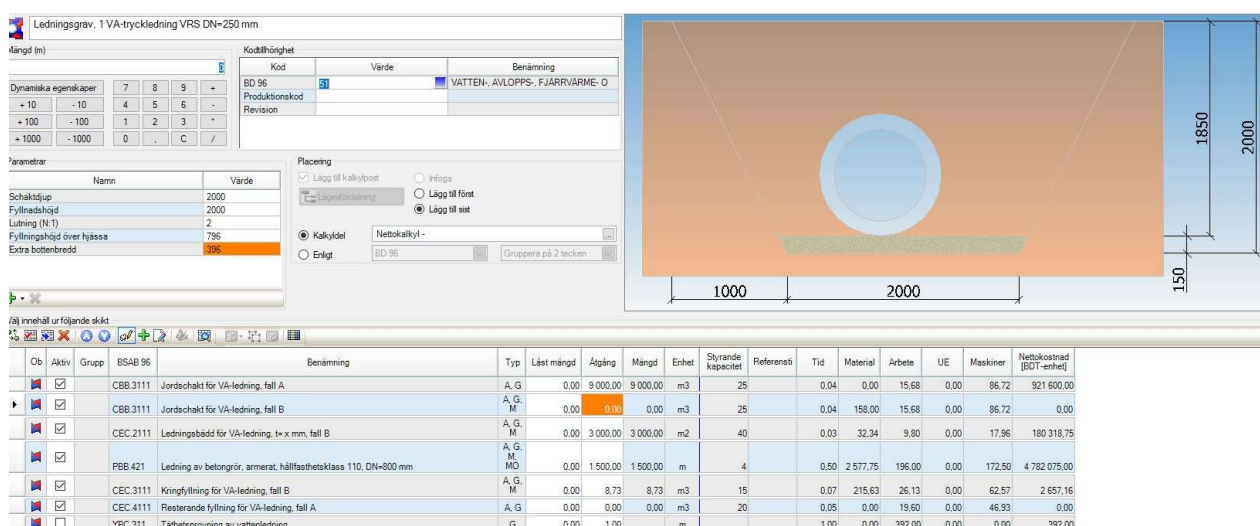 Ledningsgrav, 1 VA-tryckledning VRS DN=250 mm
Mängd (m)
0
Dynamiska egenskaper 7 8 9 +
+ 10 - 10 4 5 6 -
+ 100 - 100 1 2 3 *
+ 1000 - 1000 0 . C /
Kodtillhörighet
Kod Värde Benämning
BD 96 51 VATTEN-, AVLOPPS-, FJÄRRVÄRME- O
Produktionskod
Revision
Parametrar
Namn Värde
Schaktdjup 2000
Fyllnadshöjd 2000
Lutning (N:1) 2
Fyllningshöjd över hjässa 796
Extra bottenbredd 396
Placering
Lägg till kalkylpost Infoga
Lägesfördelning Lägg till först
Lägg till sist
Kalkyldel Nettokalkyl - ...
Enligt BD 96 Gruppera på 2 tecken
1850
2000
150
1000
2000
Välj innehåll ur följande skikt
Ob Aktiv Grupp BSAB 96 Benämning Typ Låst mängd Åtgång Mängd Enhet Styrande kapacitet Referensti Tid Material Arbete UE Maskiner Nettokostnad [BDT-enhet]
CBB.3111 Jordschakt för VA-ledning, fall A A, G 0.00 9 000,00 9 000,00 m3 25 0,04 0,00 15,68 0,00 86,72 921 600,00
CBB.3111 Jordschakt för VA-ledning, fall B A, G, M 0.00 0,00 0,00 m3 25 0,04 158,00 15,68 0,00 86,72 0,00
CEC.2111 Ledningsbädd för VA-ledning, t= x mm, fall B A, G, M 0.00 3 000,00 3 000,00 m2 40 0,03 32,34 9,80 0,00 17,96 180 318,75
PBB.421 Ledning av betongrör, armerat, hållfasthetsklass 110, DN=800 mm A, G, M, MO 0.00 1 500,00 1 500,00 m 4 0,50 2 577,75 196,00 0,00 172,50 4 782 075,00
CEC.3111 Kringfyllning för VA-ledning, fall B A, G, M 0.00 8,73 8,73 m3 15 0,07 215,63 26,13 0,00 62,57 2 657,16
CEC.4111 Resterande fyllning för VA-ledning, fall A A, G 0.00 0,00 0,00 m3 20 0,05 0,00 19,60 0,00 46,93 0,00
YBC.311 Täthetsprovning av vattenledning G 0.00 1,00 m 1,00 0,00 392,00 0,00 0,00 392,00